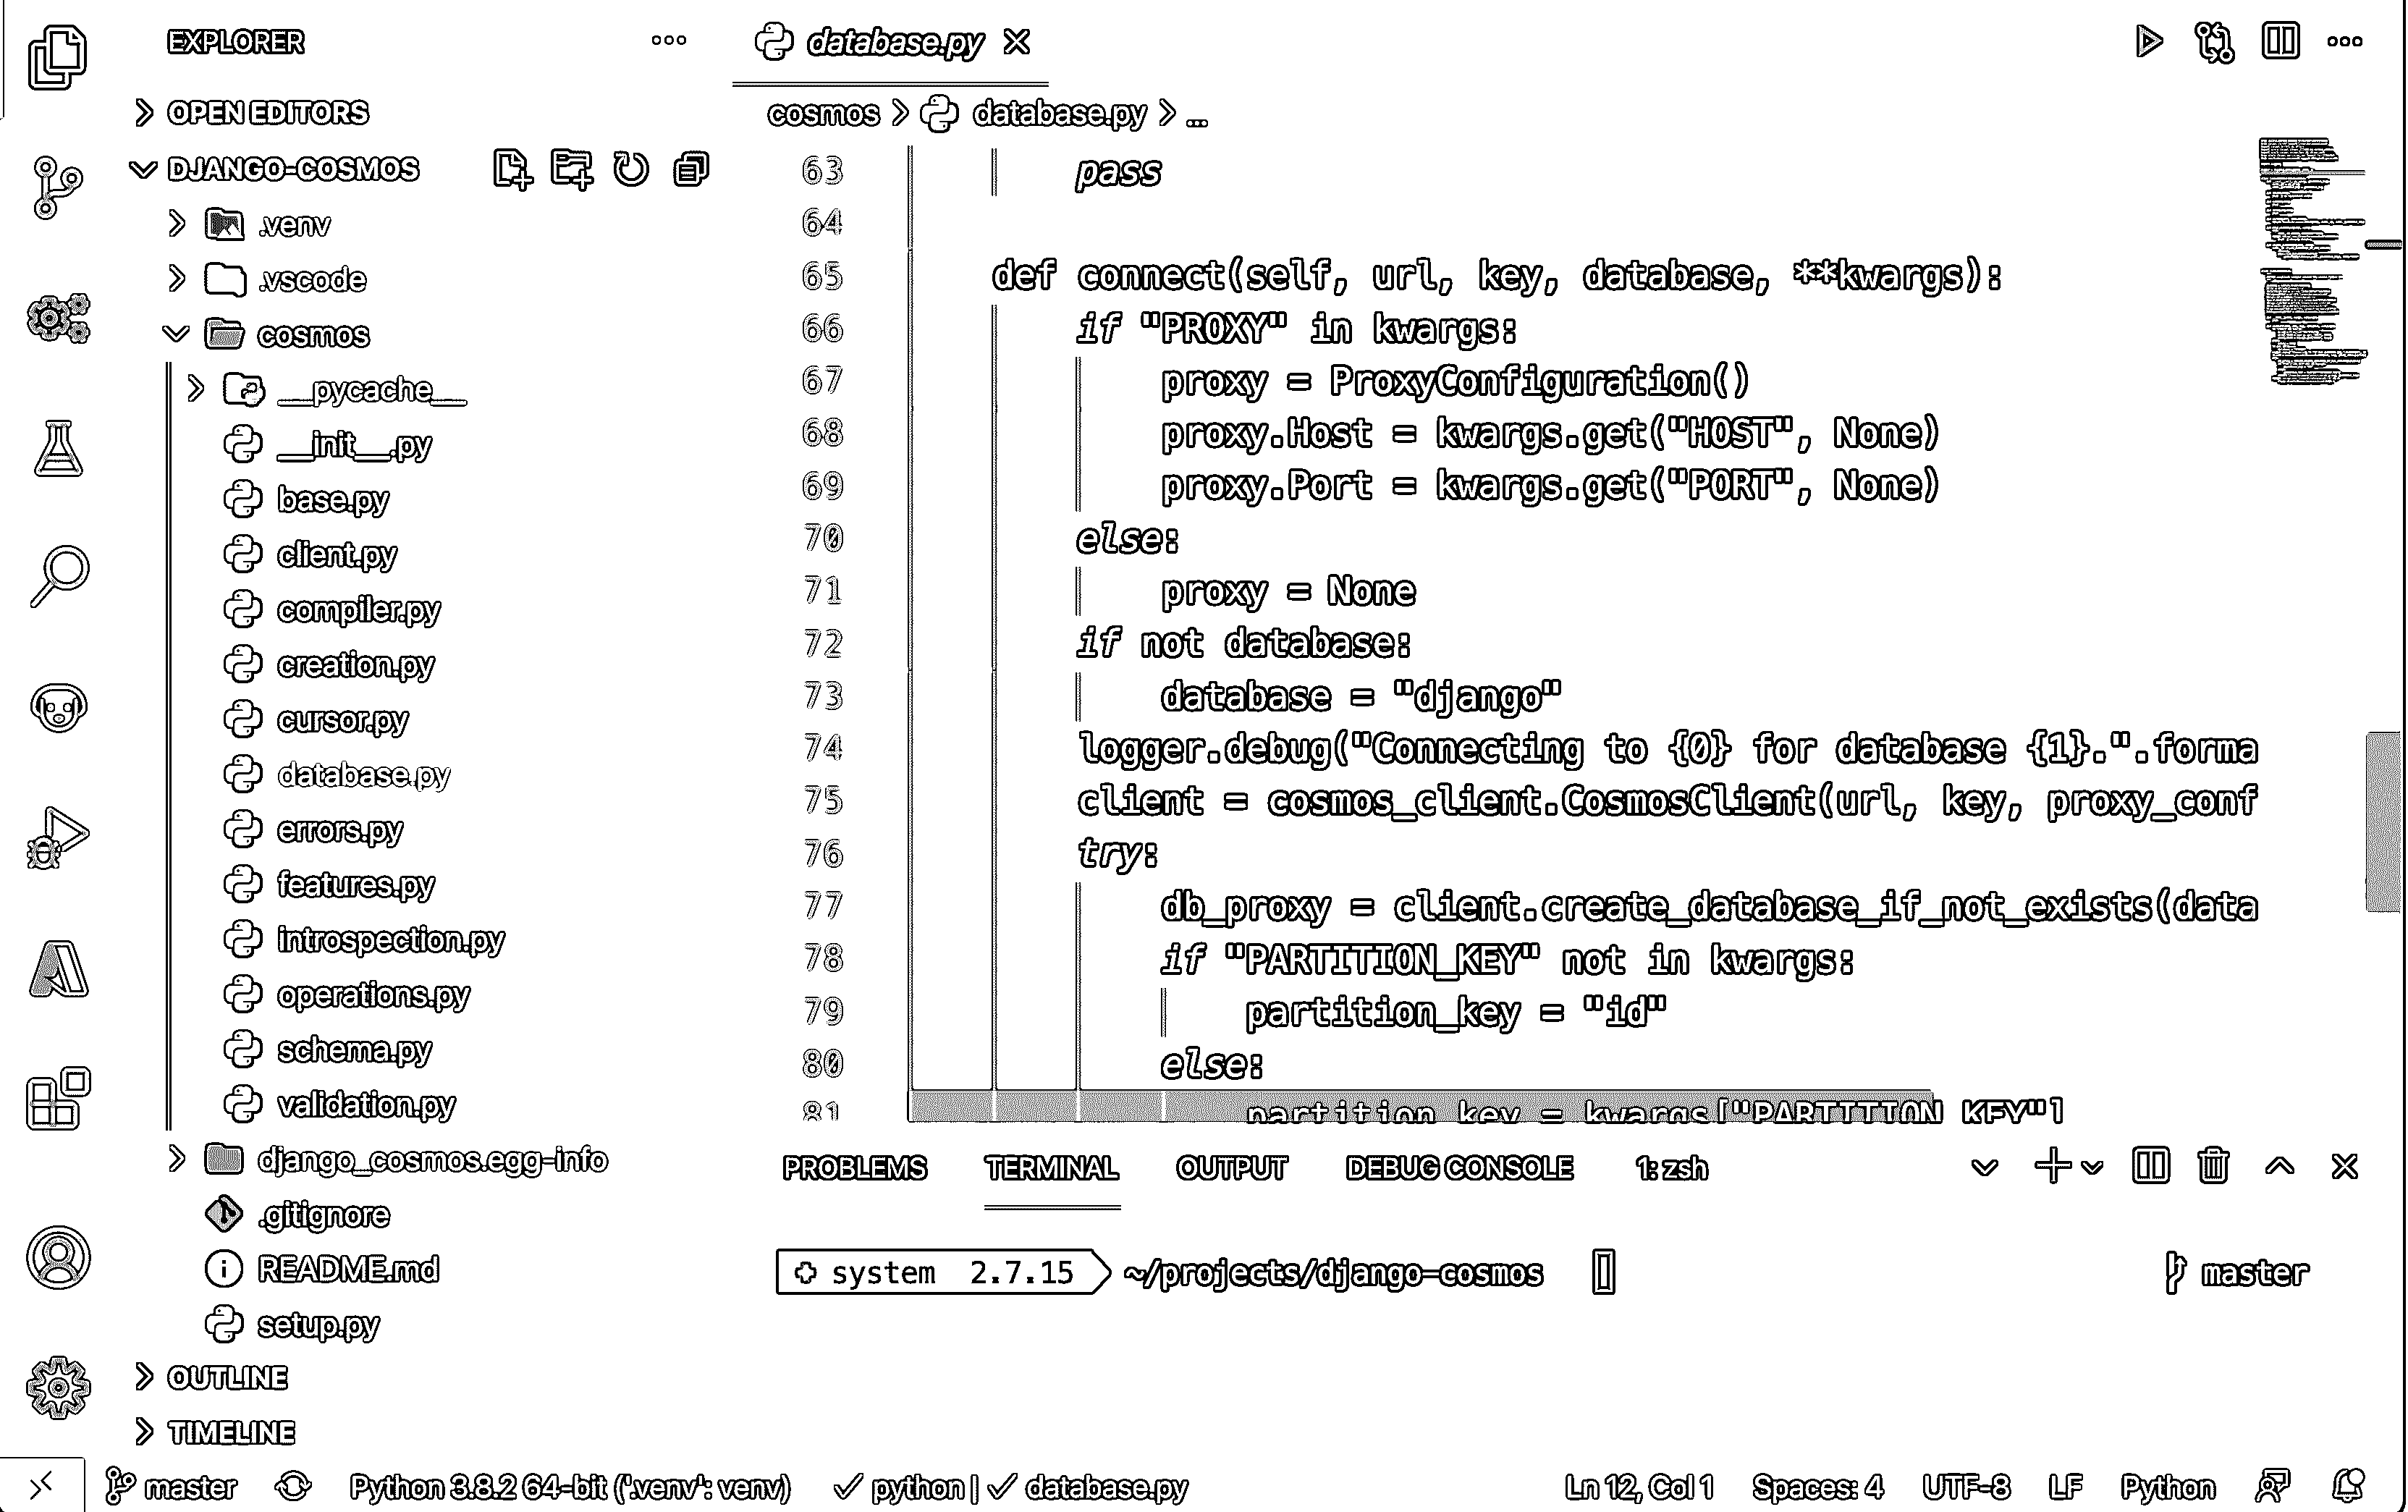 EXPLORER
OPEN EDITORS
DJANGO-COSMOS
.venv
.vscode
cosmos
__pycache__
__init__.py
base.py
client.py
compiler.py
creation.py
cursor.py
database.py
errors.py
features.py
introspection.py
operations.py
schema.py
validation.py
django_cosmos.egg-info
.gitignore
README.md
setup.py
OUTLINE
TIMELINE
database.py
cosmos > database.py > ...
63 pass
64
65 def connect(self, url, key, database, **kwargs):
66 if "PROXY" in kwargs:
67 proxy = ProxyConfiguration()
68 proxy.Host = kwargs.get("HOST", None)
69 proxy.Port = kwargs.get("PORT", None)
70 else:
71 proxy = None
72 if not database:
73 database = "django"
74 logger.debug("Connecting to {0} for database {1}.".forma
75 client = cosmos_client.CosmosClient(url, key, proxy_conf
76 try:
77 db_proxy = client.create_database_if_not_exists(data
78 if "PARTITION_KEY" not in kwargs:
79 partition_key = "id"
80 else:
81 partition_key = kwargs["PARTITION_KEY"]
PROBLEMS TERMINAL OUTPUT DEBUG CONSOLE 1: zsh
system 2.7.15 ~/projects/django-cosmos master
master Python 3.8.2 64-bit ('.venv': venv) ✓ python | ✓ database.py Ln 12, Col 1 Spaces: 4 UTF-8 LF Python